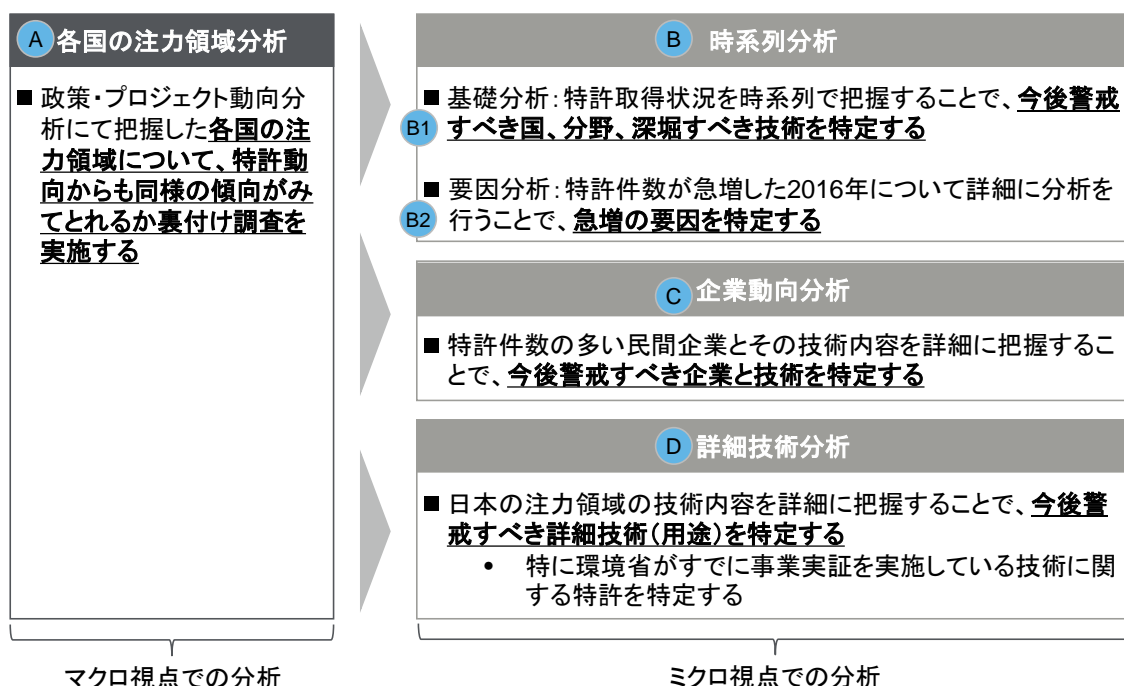 A 各国の注力領域分析
■ 政策・プロジェクト動向分
析にて把握した各国の注
力領域について、特許動
向からも同様の傾向がみ
てとれるか裏付け調査を
実施する
マクロ視点での分析
B 時系列分析
■ 基礎分析：特許取得状況を時系列で把握することで、今後警戒
B1 すべき国、分野、深堀すべき技術を特定する
■ 要因分析：特許件数が急増した2016年について詳細に分析を
B2 行うことで、急増の要因を特定する
C 企業動向分析
■ 特許件数の多い民間企業とその技術内容を詳細に把握するこ
とで、今後警戒すべき企業と技術を特定する
D 詳細技術分析
■ 日本の注力領域の技術内容を詳細に把握することで、今後警
戒すべき詳細技術（用途）を特定する
• 特に環境省がすでに事業実証を実施している技術に関
する特許を特定する
ミクロ視点での分析